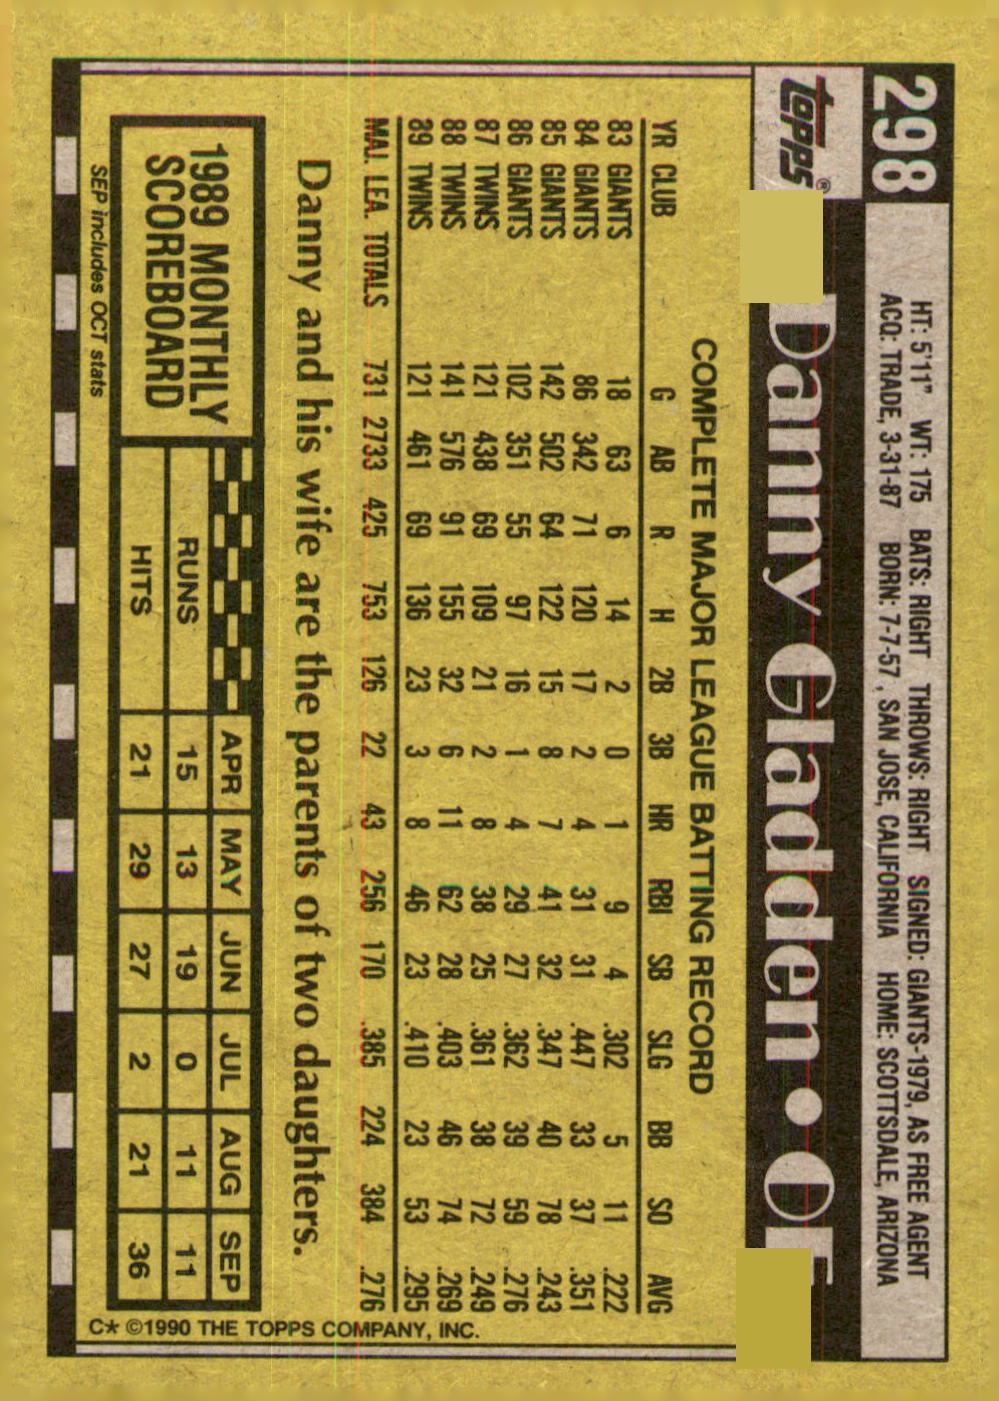 298
HT: 5'11" WT: 175 BATS: RIGHT THROWS: RIGHT SIGNED: GIANTS-1979, AS FREE AGENT
ACQ: TRADE, 3-31-87 BORN: 7-7-57, SAN JOSE, CALIFORNIA HOME: SCOTTSDALE, ARIZONA
TOPPS®
Danny Gladden • OF
COMPLETE MAJOR LEAGUE BATTING RECORD
YR CLUB G AB R H 2B 3B HR RBI SB SLG BB SO AVG
83 GIANTS 18 63 6 14 2 0 1 9 4 .302 5 11 .222
84 GIANTS 86 342 71 120 17 2 4 31 31 .447 33 37 .351
85 GIANTS 142 502 64 122 15 8 7 41 32 .347 40 78 .243
86 GIANTS 102 351 55 97 16 1 4 29 27 .362 39 59 .276
87 TWINS 121 438 69 109 21 2 8 38 25 .361 38 72 .249
88 TWINS 141 576 91 155 32 6 11 62 28 .403 46 74 .269
89 TWINS 121 461 69 136 23 3 8 46 23 .410 23 53 .295
MAJ. LEA. TOTALS 731 2733 425 753 126 22 43 256 170 .385 224 384 .276
Danny and his wife are the parents of two daughters.
1989 MONTHLY
SCOREBOARD
APR MAY JUN JUL AUG SEP
RUNS 15 13 19 0 11 11
HITS 21 29 27 2 21 36
SEP includes OCT stats
C* ©1990 THE TOPPS COMPANY, INC.